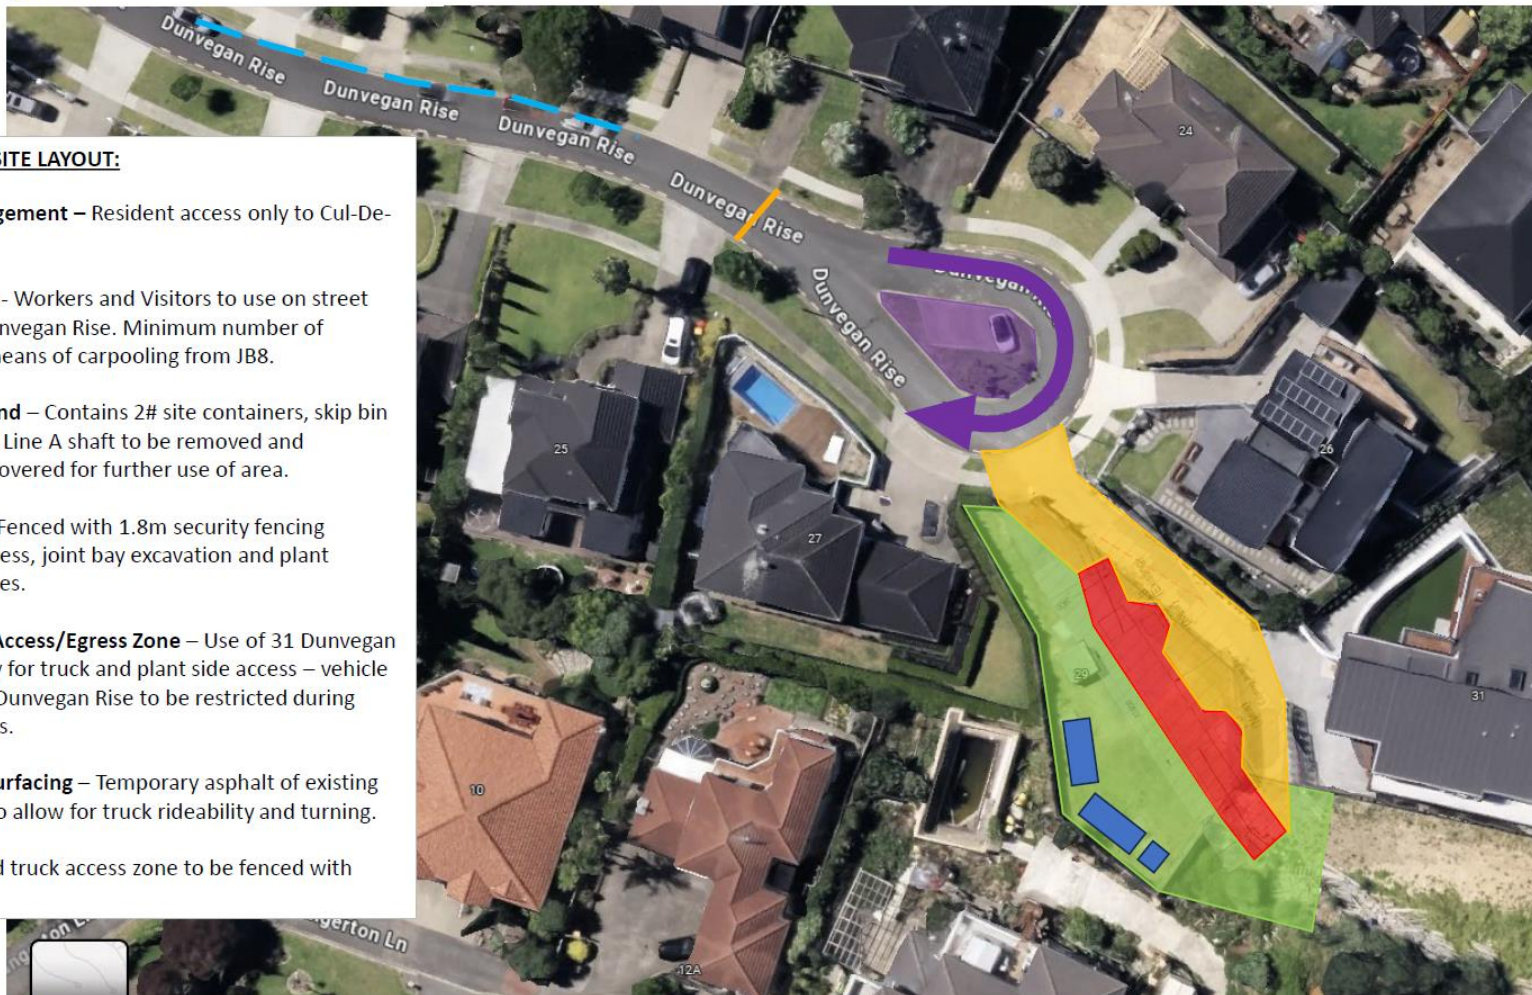 SITE LAYOUT:
gement – Resident access only to Cul-De-
- Workers and Visitors to use on street
nvegan Rise. Minimum number of
neans of carpooling from JB8.
nd – Contains 2# site containers, skip bin
Line A shaft to be removed and
overed for further use of area.
Fenced with 1.8m security fencing
ess, joint bay excavation and plant
es.
Access/Egress Zone – Use of 31 Dunvegan
y for truck and plant side access – vehicle
Dunvegan Rise to be restricted during
s.
urfacing – Temporary asphalt of existing
o allow for truck rideability and turning.
d truck access zone to be fenced with
Dunvegan Rise
Dunvegan Rise
Dunvegan Rise
Dunvegan Rise
Dunvegan Rise
Dunvegan R
24
25
26
27
29
31
10
12A
gerton Ln